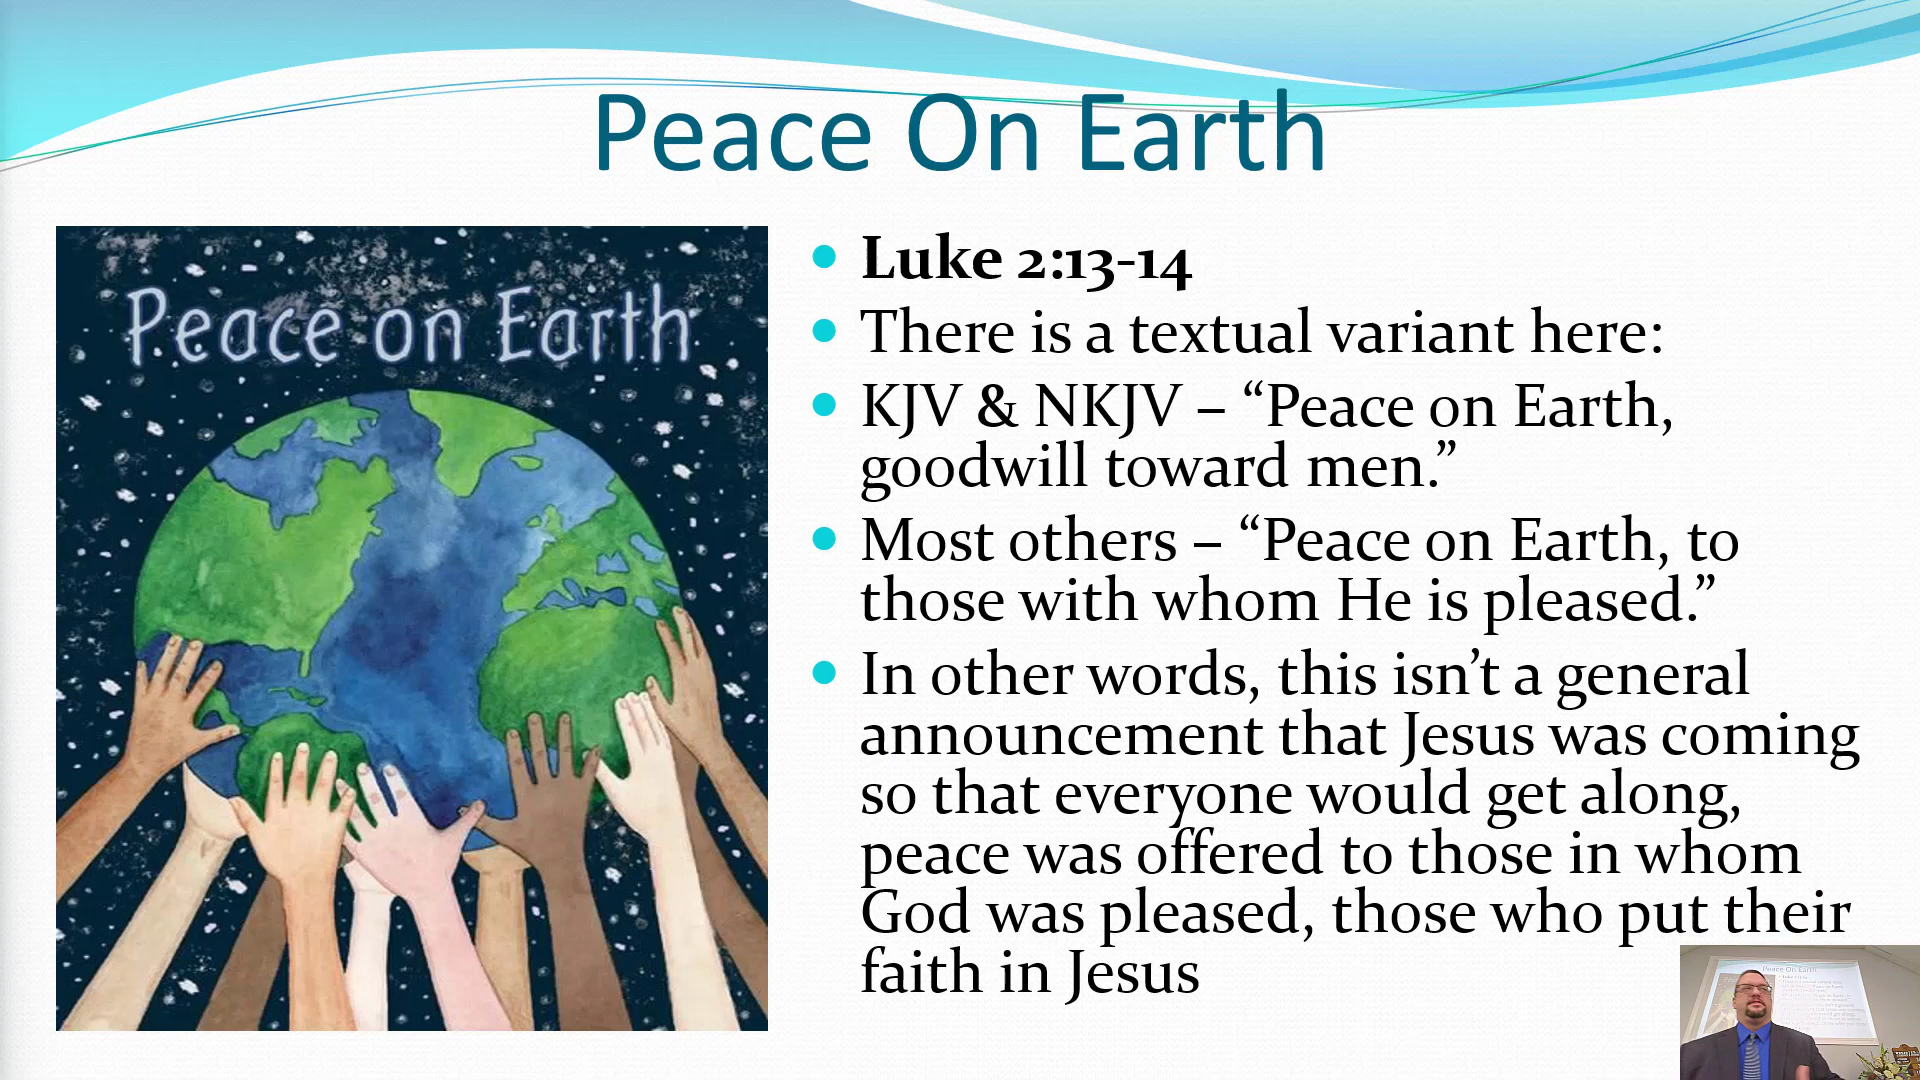 Peace On Earth
Peace on Earth
• Luke 2:13-14
• There is a textual variant here:
• KJV & NKJV – “Peace on Earth,
goodwill toward men.”
• Most others – “Peace on Earth, to
those with whom He is pleased.”
• In other words, this isn’t a general
announcement that Jesus was coming
so that everyone would get along,
peace was offered to those in whom
God was pleased, those who put their
faith in Jesus
Peace On Earth